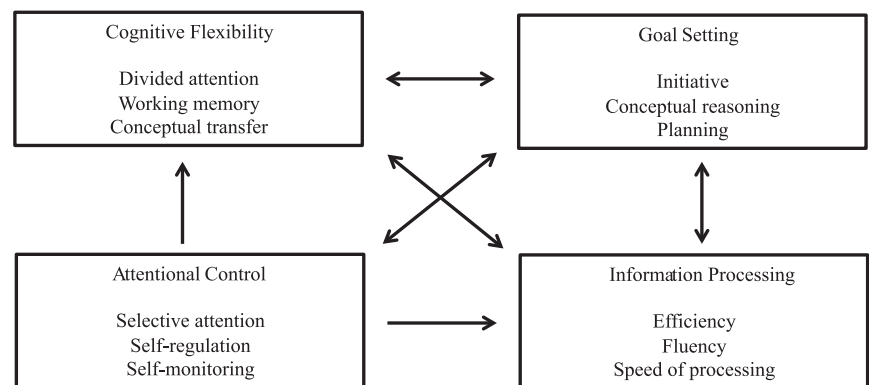 Cognitive Flexibility
Divided attention
Working memory
Conceptual transfer
Goal Setting
Initiative
Conceptual reasoning
Planning
Attentional Control
Selective attention
Self-regulation
Self-monitoring
Information Processing
Efficiency
Fluency
Speed of processing